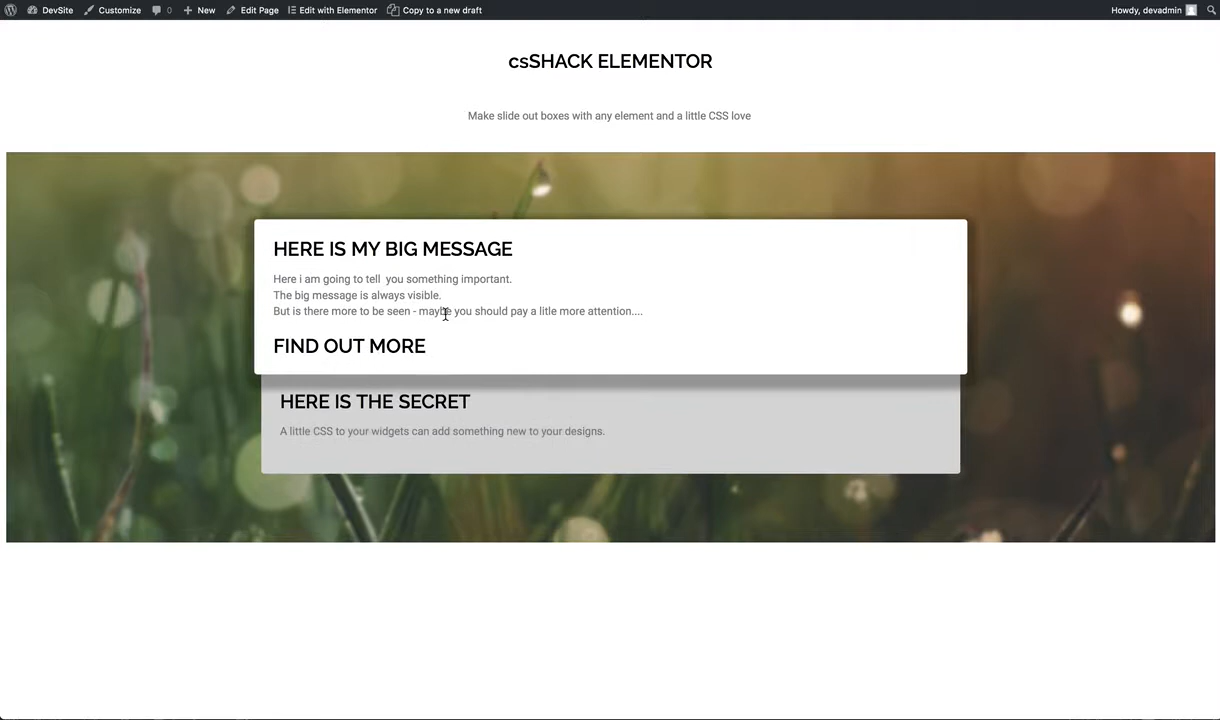 DevSite Customize 0 New Edit Page Edit with Elementor Copy to a new draft Howdy, devadmin
csSHACK ELEMENTOR
Make slide out boxes with any element and a little CSS love
HERE IS MY BIG MESSAGE
Here i am going to tell  you something important.
The big message is always visible.
But is there more to be seen - maybe you should pay a litle more attention....
FIND OUT MORE
HERE IS THE SECRET
A little CSS to your widgets can add something new to your designs.